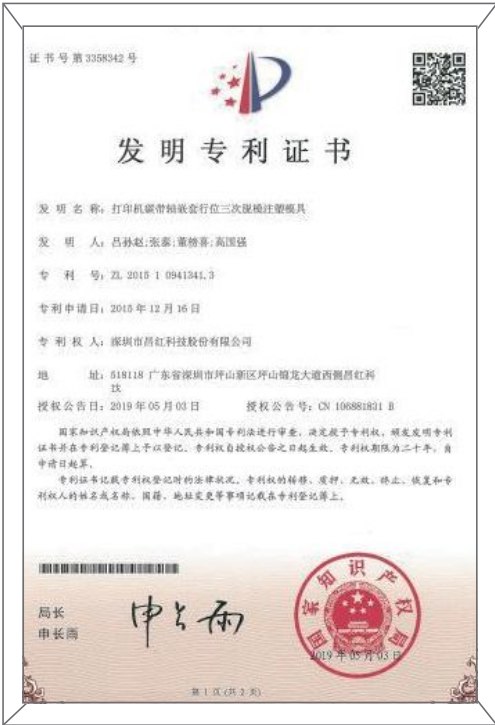 证书号第3358342号
发明专利证书
发 明 名 称：打印机碳带轴嵌套行位三次脱模注塑模具
发 明 人：吕孙赵;张泰;董榜喜;高国强
专 利 号：ZL 2015 1 0941341.3
专利申请日：2015年12月16日
专 利 权 人：深圳市昌红科技股份有限公司
地 址：518118 广东省深圳市坪山新区坪山锦龙大道西侧昌红科
技
授权公告日：2019年05月03日 授权公告号：CN 106881831 B
国家知识产权局依照中华人民共和国专利法进行审查，决定授予专利权，颁发发明专利
证书并在专利登记簿上予以登记。专利权自授权公告之日起生效。专利权期限为二十年，自
申请日起算。
专利证书记载专利权登记时的法律状况。专利权的转移、质押、无效、终止、恢复和专
利权人的姓名或名称、国籍、地址变更等事项记载在专利登记簿上。
局长
申长雨
申长雨
国家知识产权局
2019年05月03日
第 1 页 (共 2 页)